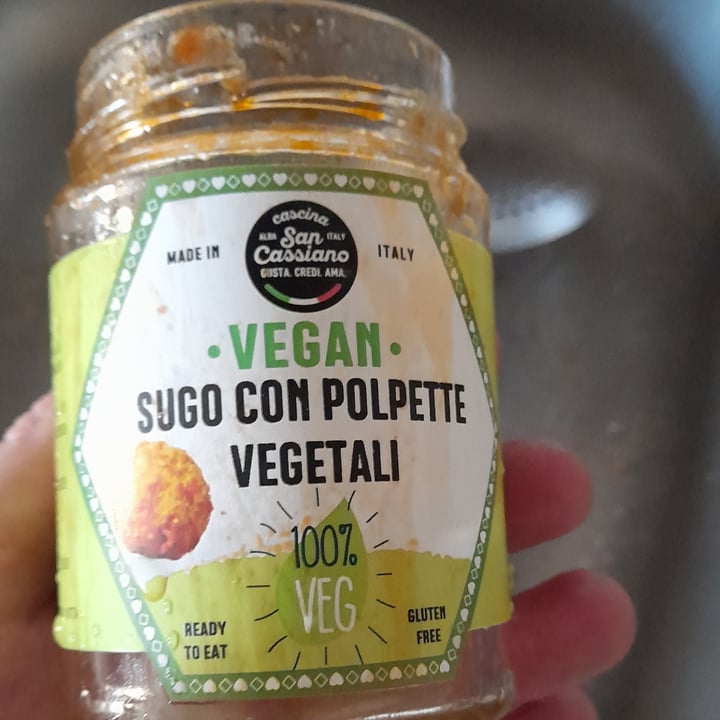 cascina
ALBA San ITALY
Cassiano
GUSTA. CREDI. AMA.
MADE IN
ITALY
• VEGAN •
SUGO CON POLPETTE
VEGETALI
100%
VEG
READY
TO EAT
GLUTEN
FREE